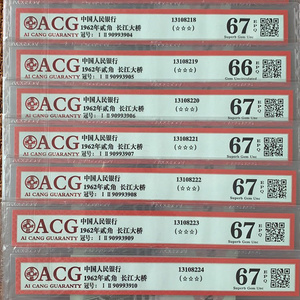 ACG
AI CANG GUARANTY
中国人民银行
1962年贰角 长江大桥
冠号: I II 90993904
13108218
(☆☆☆)
67 EPQ
Superb Gem Unc
ACG
AI CANG GUARANTY
中国人民银行
1962年贰角 长江大桥
冠号: I II 90993905
13108219
(☆☆☆)
66 EPQ
Gem Uncirculated
ACG
AI CANG GUARANTY
中国人民银行
1962年贰角 长江大桥
冠号: I II 90993906
13108220
(☆☆☆)
67 EPQ
Superb Gem Unc
ACG
AI CANG GUARANTY
中国人民银行
1962年贰角 长江大桥
冠号: I II 90993907
13108221
(☆☆☆)
67 EPQ
Superb Gem Unc
ACG
AI CANG GUARANTY
中国人民银行
1962年贰角 长江大桥
冠号: I II 90993908
13108222
(☆☆☆)
67 EPQ
Superb Gem Unc
ACG
AI CANG GUARANTY
中国人民银行
1962年贰角 长江大桥
冠号: I II 90993909
13108223
(☆☆☆)
67 EPQ
Superb Gem Unc
ACG
AI CANG GUARANTY
中国人民银行
1962年贰角 长江大桥
冠号: I II 90993910
13108224
(☆☆☆)
67 EPQ
Superb Gem Unc